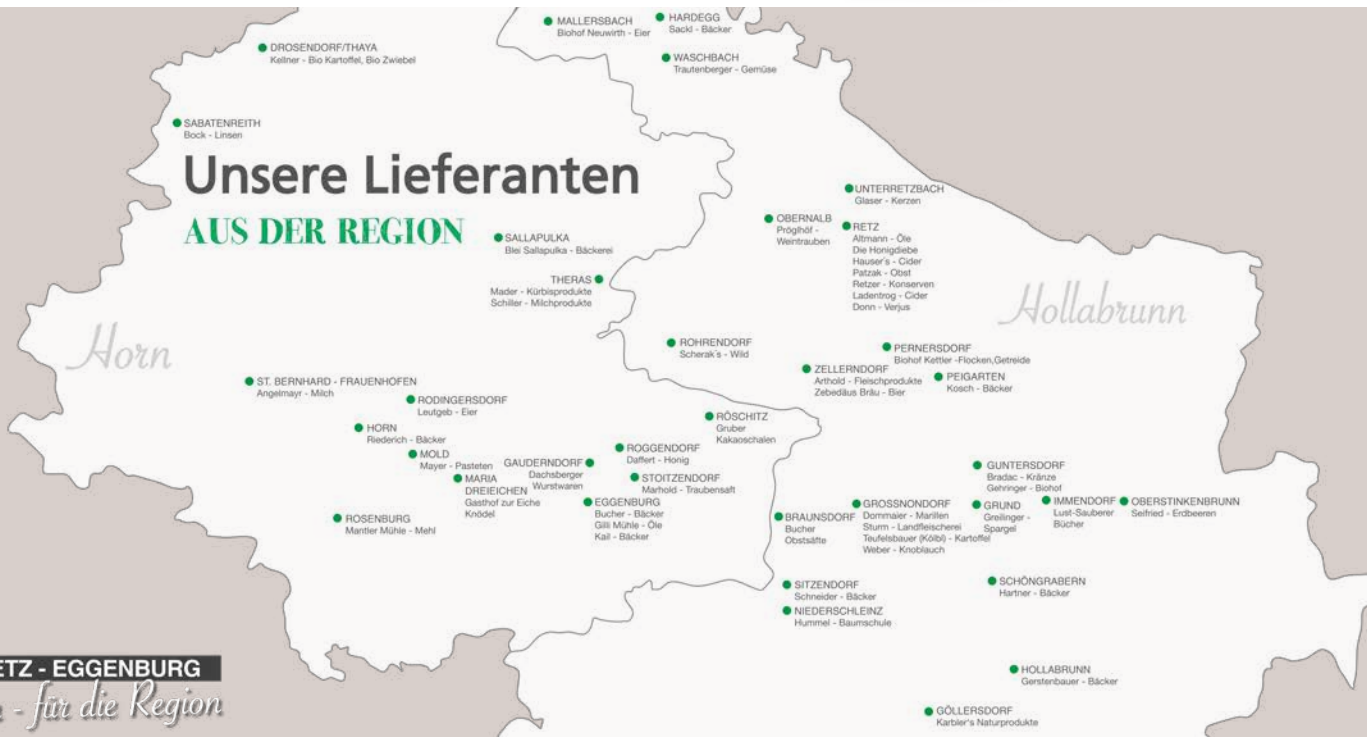 MALLERSBACH
Biohof Neuwirth - Eier
HARDEGG
Sackl - Bäcker
DROSENDORF/THAYA
Kellner - Bio Kartoffel, Bio Zwiebel
WASCHBACH
Trautenberger - Gemüse
SABATENREITH
Bock - Linsen
Unsere Lieferanten
AUS DER REGION
SALLAPULKA
Blei Sallapulka - Bäckerei
THERAS
Mader - Kürbisprodukte
Schiller - Milchprodukte
UNTERRETZBACH
Glaser - Kerzen
OBERNALB
Pröglhöf -
Weintrauben
RETZ
Altmann - Öle
Die Honigdiebe
Hauser´s - Cider
Patzak - Obst
Retzer - Konserven
Ladentrog - Cider
Donn - Verjus
Horn
Hollabrunn
ROHRENDORF
Scherak´s - Wild
PERNERSDORF
Biohof Kettler -Flocken,Getreide
ZELLERNDORF
Arthold - Fleischprodukte
Zebedäus Bräu - Bier
PEIGARTEN
Kosch - Bäcker
ST. BERNHARD - FRAUENHOFEN
Angelmayr - Milch
RODINGERSDORF
Leutgeb - Eier
HORN
Riederich - Bäcker
MOLD
Mayer - Pasteten
MARIA
DREIEICHEN
Gasthof zur Eiche
Knödel
GAUDERNDORF
Dachsberger
Wurstwaren
RÖSCHITZ
Gruber
Kakaoschalen
ROGGENDORF
Daffert - Honig
STOITZENDORF
Marhold - Traubensaft
EGGENBURG
Bucher - Bäcker
Gilli Mühle - Öle
Kail - Bäcker
ROSENBURG
Mantler Mühle - Mehl
GUNTERSDORF
Bradac - Kränze
Gehringer - Biohof
BRAUNSDORF
Bucher
Obstsäfte
GROSSNONDORF
Dommaier - Marillen
Sturm - Landfleischerei
Teufelsbauer (Kölbl) - Kartoffel
Weber - Knoblauch
GRUND
Greilinger -
Spargel
IMMENDORF
Lust-Sauberer
Bücher
OBERSTINKENBRUNN
Seifried - Erdbeeren
SITZENDORF
Schneider - Bäcker
NIEDERSCHLEINZ
Hummel - Baumschule
SCHÖNGRABERN
Hartner - Bäcker
HOLLABRUNN
Gerstenbauer - Bäcker
GÖLLERSDORF
Karbler's Naturprodukte
ETZ - EGGENBURG
- für die Region